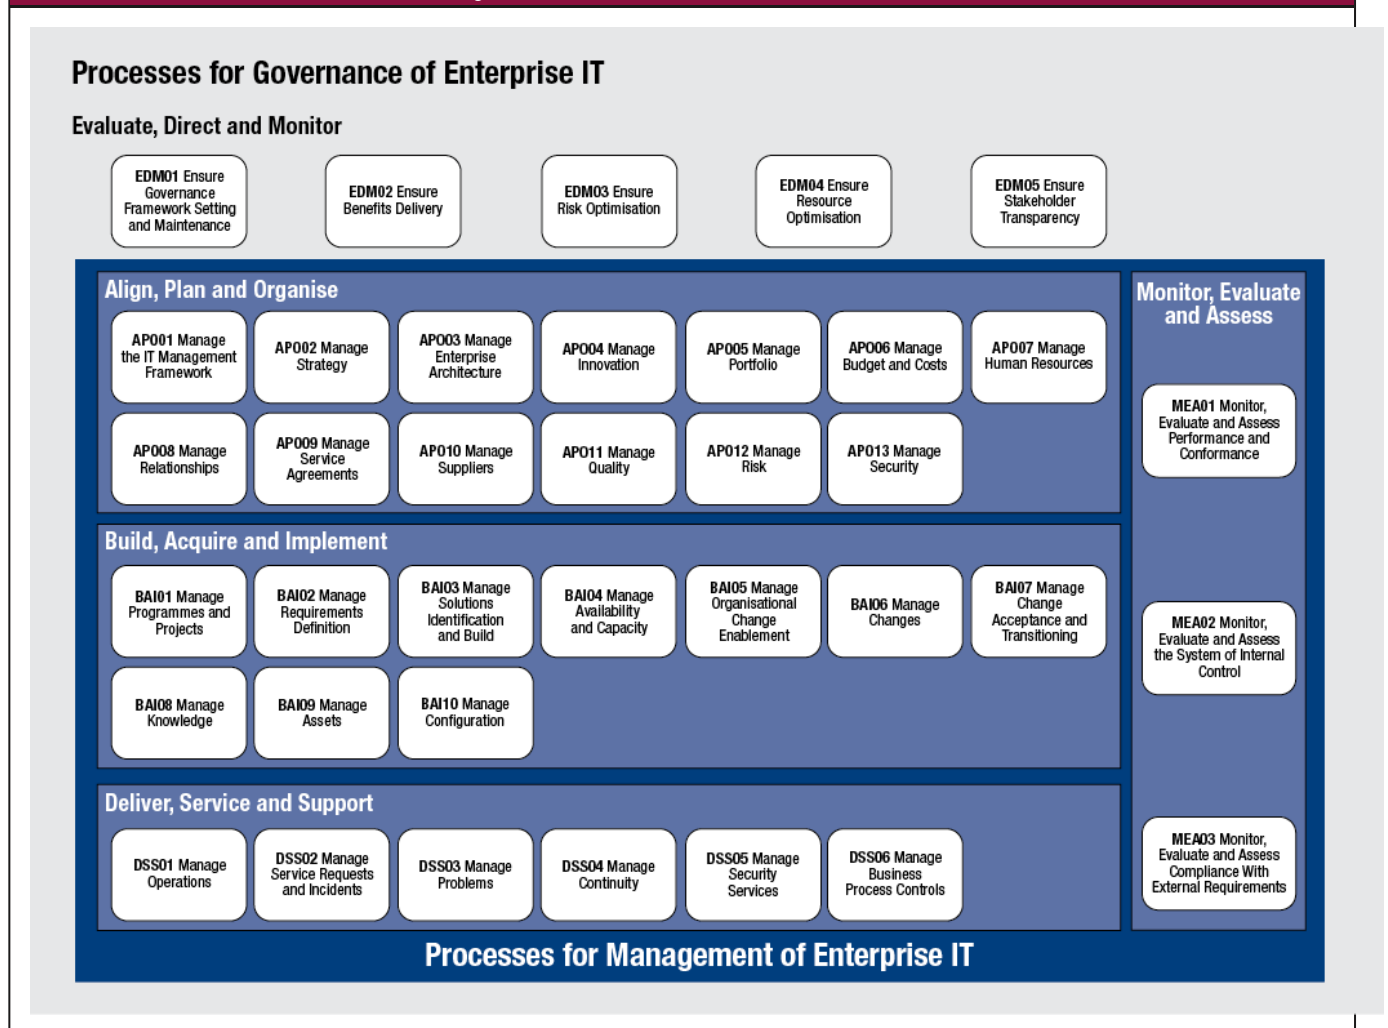 Processes for Governance of Enterprise IT
Evaluate, Direct and Monitor
EDM01 Ensure
Governance
Framework Setting
and Maintenance
EDM02 Ensure
Benefits Delivery
EDM03 Ensure
Risk Optimisation
EDM04 Ensure
Resource
Optimisation
EDM05 Ensure
Stakeholder
Transparency
Align, Plan and Organise
APO01 Manage
the IT Management
Framework
APO02 Manage
Strategy
APO03 Manage
Enterprise
Architecture
APO04 Manage
Innovation
APO05 Manage
Portfolio
APO06 Manage
Budget and Costs
APO07 Manage
Human Resources
APO08 Manage
Relationships
APO09 Manage
Service
Agreements
APO10 Manage
Suppliers
APO11 Manage
Quality
APO12 Manage
Risk
APO13 Manage
Security
Build, Acquire and Implement
BAI01 Manage
Programmes and
Projects
BAI02 Manage
Requirements
Definition
BAI03 Manage
Solutions
Identification
and Build
BAI04 Manage
Availability
and Capacity
BAI05 Manage
Organisational
Change
Enablement
BAI06 Manage
Changes
BAI07 Manage
Change
Acceptance and
Transitioning
BAI08 Manage
Knowledge
BAI09 Manage
Assets
BAI10 Manage
Configuration
Deliver, Service and Support
DSS01 Manage
Operations
DSS02 Manage
Service Requests
and Incidents
DSS03 Manage
Problems
DSS04 Manage
Continuity
DSS05 Manage
Security
Services
DSS06 Manage
Business
Process Controls
Monitor, Evaluate
and Assess
MEA01 Monitor,
Evaluate and Assess
Performance and
Conformance
MEA02 Monitor,
Evaluate and Assess
the System of Internal
Control
MEA03 Monitor,
Evaluate and Assess
Compliance With
External Requirements
Processes for Management of Enterprise IT